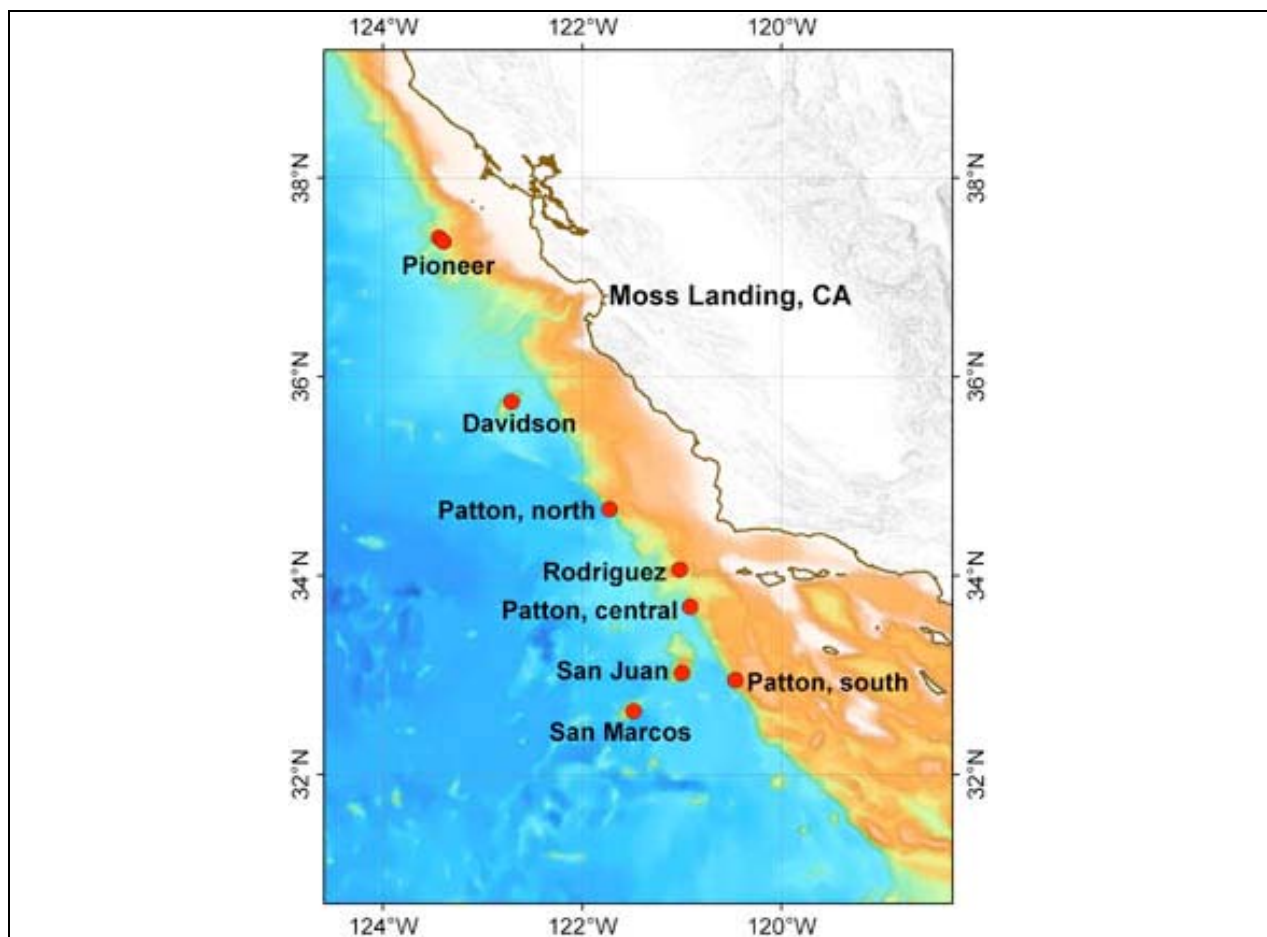 124°W 122°W 120°W
38°N 38°N
Pioneer
Moss Landing, CA
36°N 36°N
Davidson
Patton, north
34°N 34°N
Rodriguez
Patton, central
San Juan
Patton, south
San Marcos
32°N 32°N
124°W 122°W 120°W